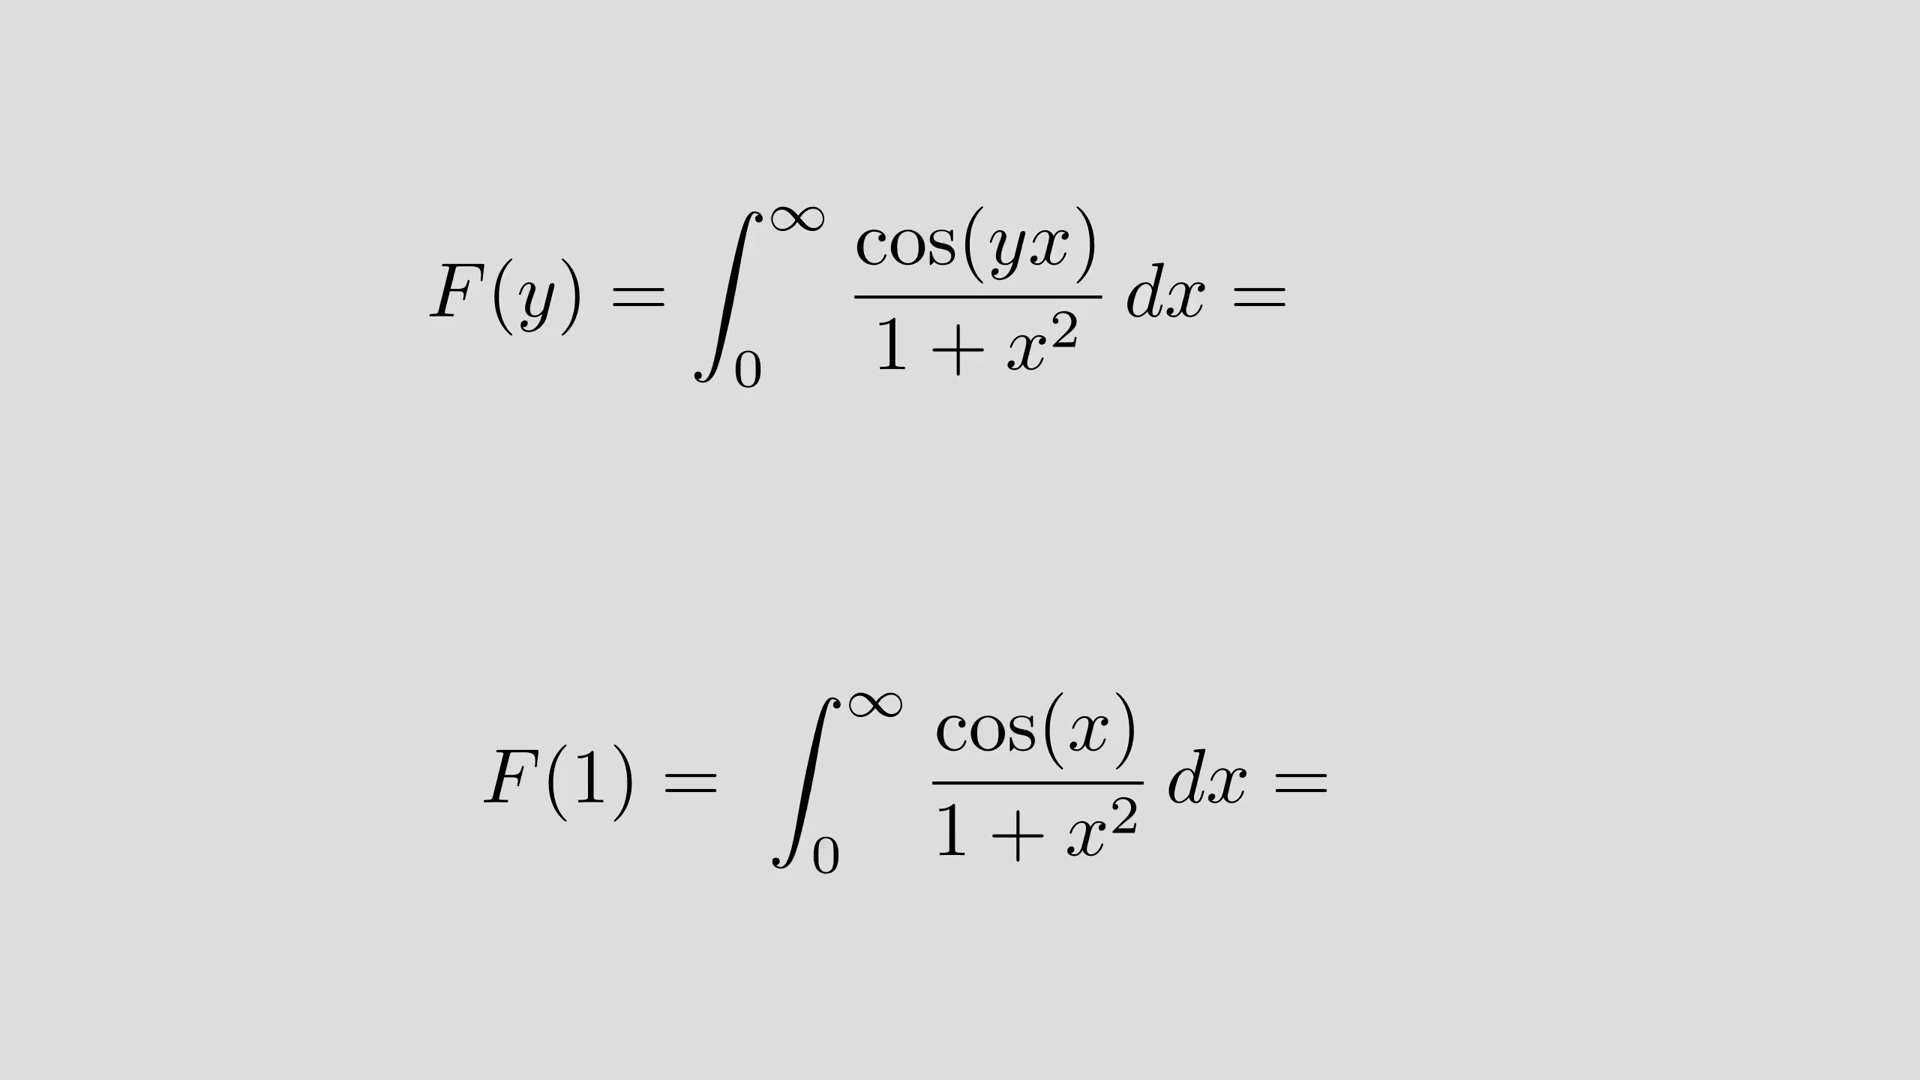 F(y) = ∫₀^∞ cos(yx)/(1 + x²) dx =
F(1) = ∫₀^∞ cos(x)/(1 + x²) dx =